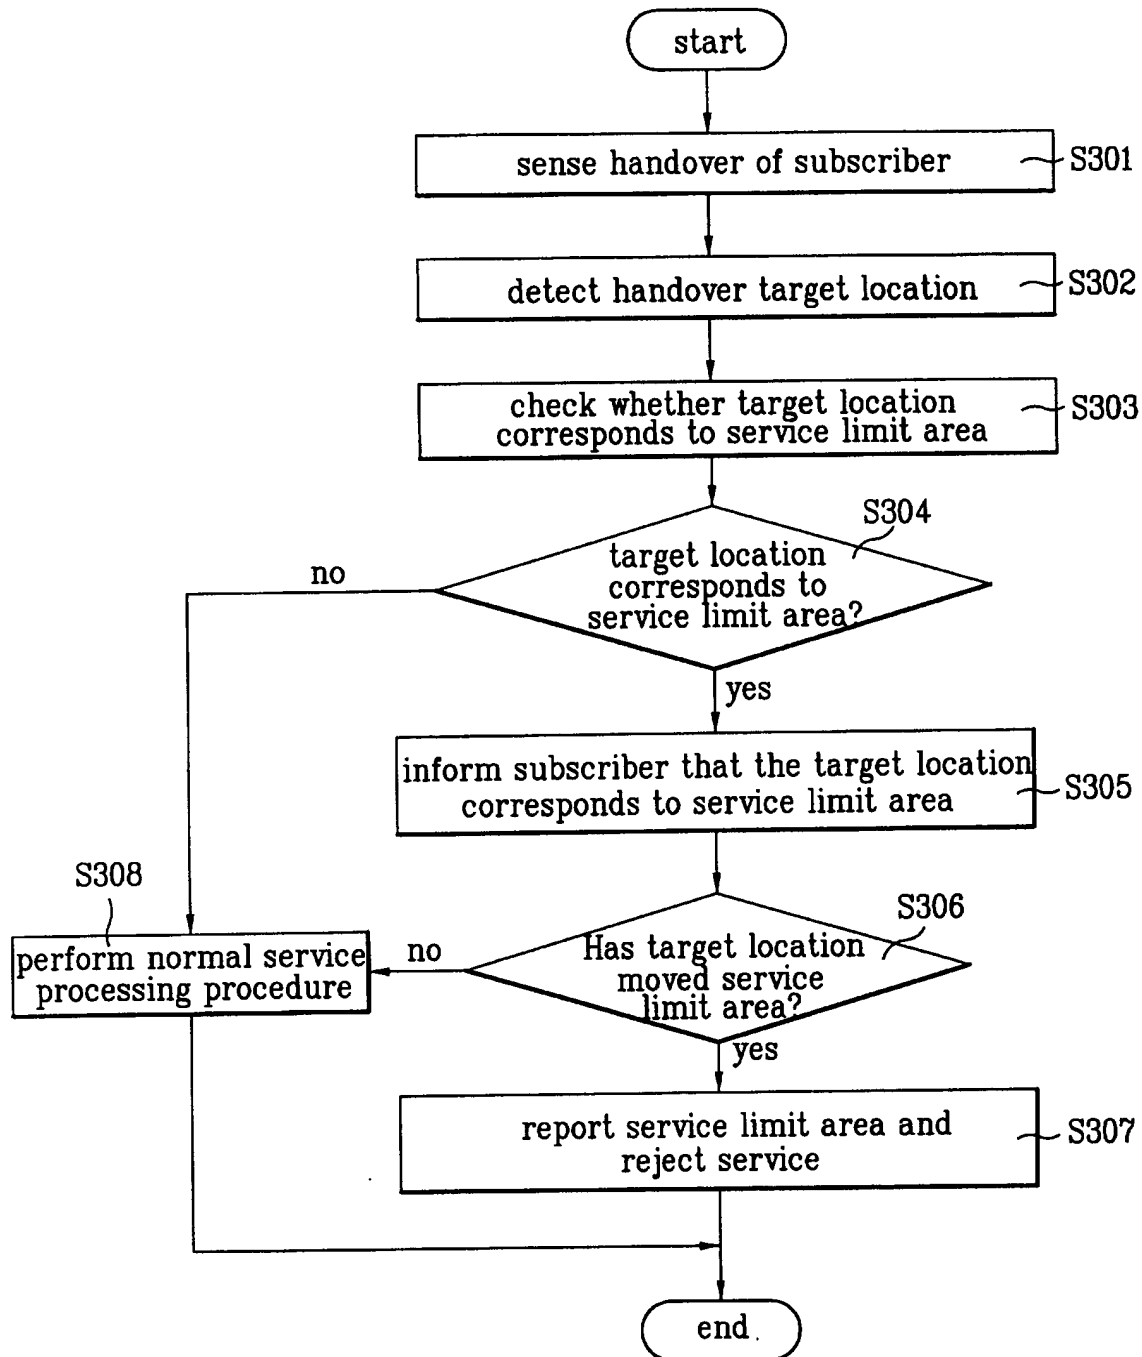 start
sense handover of subscriber
S301
detect handover target location
S302
check whether target location
corresponds to service limit area
S303
S304
target location
corresponds to
service limit area?
no
yes
inform subscriber that the target location
corresponds to service limit area
S305
S308
perform normal service
processing procedure
no
S306
Has target location
moved service
limit area?
yes
report service limit area and
reject service
S307
end